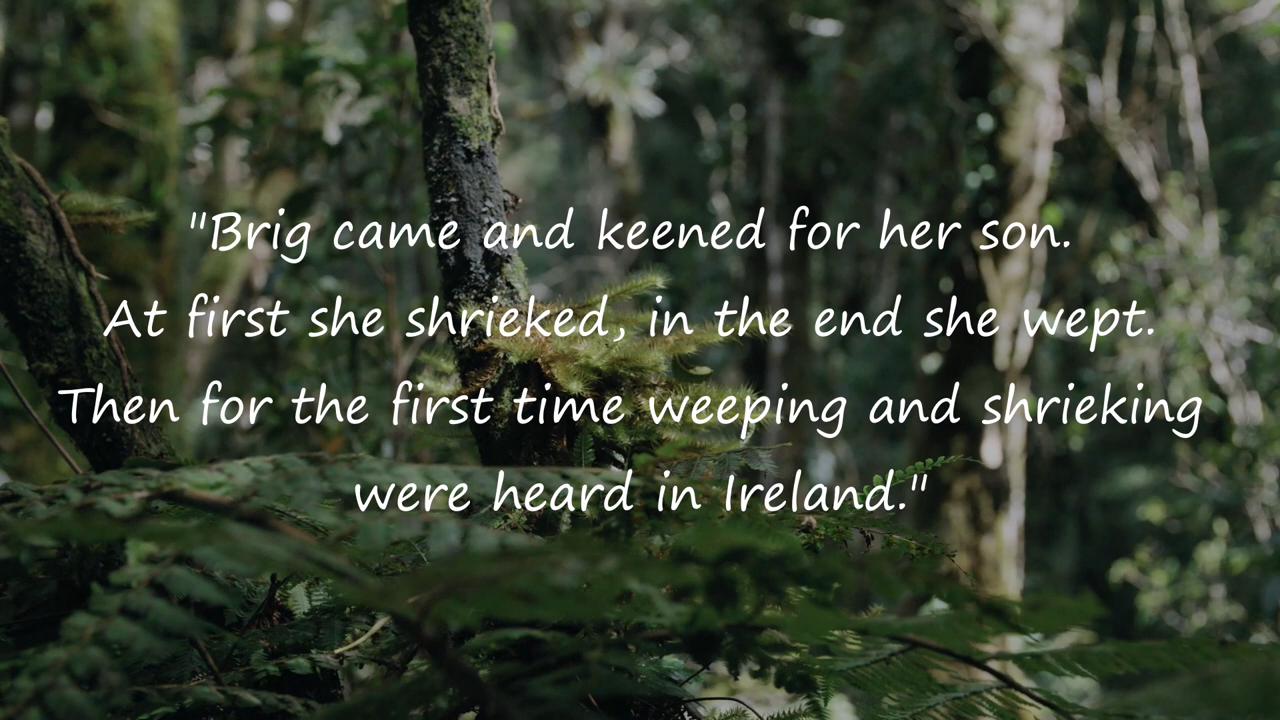 "Brig came and keened for her son.
At first she shrieked, in the end she wept.
Then for the first time weeping and shrieking
were heard in Ireland."